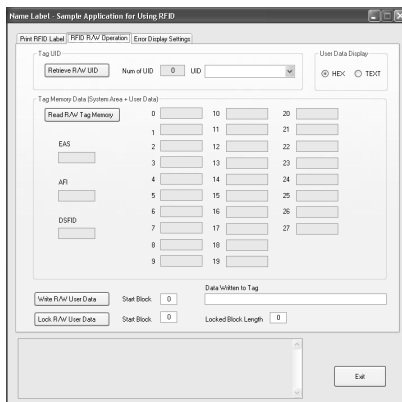 Name Label - Sample Application for Using RFID
Print RFID Label RFID R/W Operation Error Display Settings
Tag UID
Retrieve R/W UID Num of UID 0 UID
User Data Display
HEX TEXT
Tag Memory Data (System Area + User Data)
Read R/W Tag Memory
0 10 20
1 11 21
EAS
2 12 22
3 13 23
AFI
4 14 24
5 15 25
DSFID
6 16 26
7 17 27
8 18
9 19
Data Written to Tag
Write R/W User Data Start Block 0
Lock R/W User Data Start Block 0 Locked Block Length 0
Exit